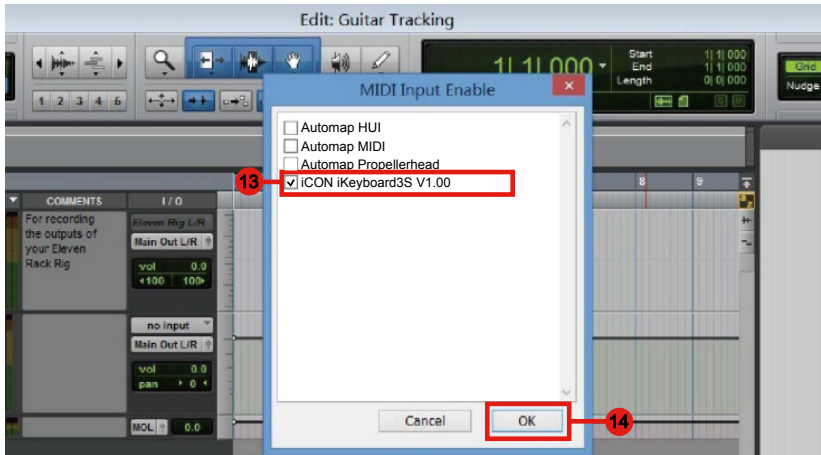 Edit: Guitar Tracking
1| 1| 000
Start 1| 1| 000
End 1| 1| 000
Length 0| 0| 000
Grid
Nudge
1 2 3 4 5
MIDI Input Enable
Automap HUI
Automap MIDI
Automap Propellerhead
13
iCON iKeyboard3S V1.00
8 9
COMMENTS I / O
For recording
the outputs of
your Eleven
Rack Rig
Eleven Rig L/R
Main Out L/R
vol 0.0
100 100
no input
Main Out L/R
vol 0.0
pan 0
MOL 0.0
Cancel OK 14